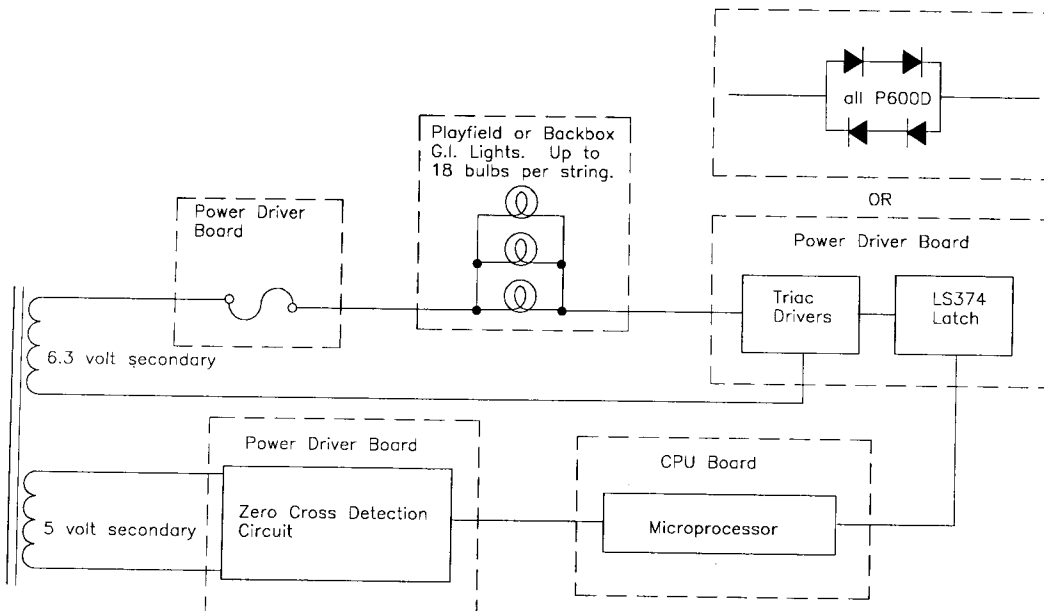 all P600D
OR
Playfield or Backbox
G.I. Lights. Up to
18 bulbs per string.
Power Driver
Board
Power Driver Board
Triac
Drivers
LS374
Latch
6.3 volt secondary
Power Driver Board
Zero Cross Detection
Circuit
5 volt secondary
CPU Board
Microprocessor